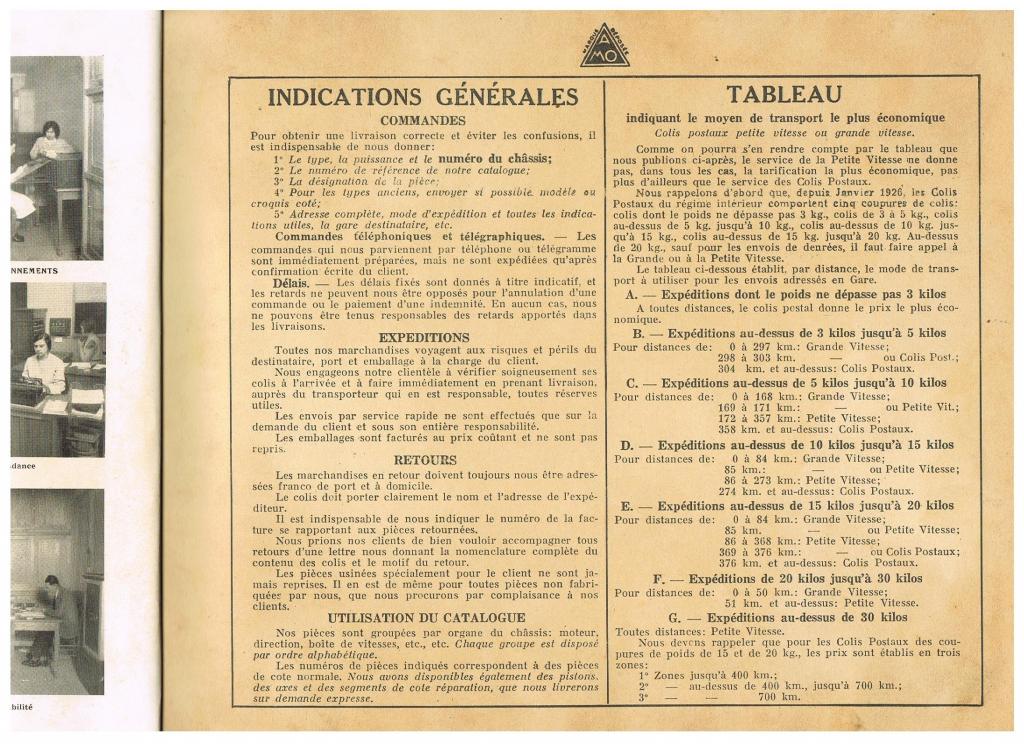 NNEMENTS
dance
bilité
MARQUE DÉPOSÉE
AMO
INDICATIONS GÉNÉRALES
COMMANDES
Pour obtenir une livraison correcte et éviter les confusions, il
est indispensable de nous donner:
1° Le type, la puissance et le numéro du châssis;
2° Le numéro de référence de notre catalogue;
3° La désignation de la pièce;
4° Pour les types anciens, envoyer si possible modèle ou
croquis coté;
5° Adresse complète, mode d'expédition et toutes les indica-
tions utiles, la gare destinataire, etc.
Commandes téléphoniques et télégraphiques. — Les
commandes qui nous parviennent par téléphone ou télégramme
sont immédiatement préparées, mais ne sont expédiées qu'après
confirmation écrite du client.
Délais. — Les délais fixés sont donnés à titre indicatif, et
les retards ne peuvent nous être opposés pour l'annulation d'une
commande ou le paiement d'une indemnité. En aucun cas, nous
ne pouvons être tenus responsables des retards apportés dans
les livraisons.
EXPEDITIONS
Toutes nos marchandises voyagent aux risques et périls du
destinataire, port et emballage à la charge du client.
Nous engageons notre clientèle à vérifier soigneusement ses
colis à l'arrivée et à faire immédiatement en prenant livraison,
auprès du transporteur qui en est responsable, toutes réserves
utiles.
Les envois par service rapide ne sont effectués que sur la
demande du client et sous son entière responsabilité.
Les emballages sont facturés au prix coûtant et ne sont pas
repris.
RETOURS
Les marchandises en retour doivent toujours nous être adres-
sées franco de port et à domicile.
Le colis doit porter clairement le nom et l'adresse de l'expé-
diteur.
Il est indispensable de nous indiquer le numéro de la fac-
ture se rapportant aux pièces retournées.
Nous prions nos clients de bien vouloir accompagner tous
retours d'une lettre nous donnant la nomenclature complète du
contenu des colis et le motif du retour.
Les pièces usinées spécialement pour le client ne sont ja-
mais reprises. Il en est de même pour toutes pièces non fabri-
quées par nous, que nous procurons par complaisance à nos
clients.
UTILISATION DU CATALOGUE
Nos pièces sont groupées par organe du châssis: moteur,
direction, boîte de vitesses, etc., etc. Chaque groupe est disposé
par ordre alphabétique.
Les numéros de pièces indiqués correspondent à des pièces
de cote normale. Nous avons disponibles également des pistons,
des axes et des segments de cote réparation, que nous livrerons
sur demande expresse.
TABLEAU
indiquant le moyen de transport le plus économique
Colis postaux petite vitesse ou grande vitesse.
Comme on pourra s'en rendre compte par le tableau que
nous publions ci-après, le service de la Petite Vitesse ne donne
pas, dans tous les cas, la tarification la plus économique, pas
plus d'ailleurs que le service des Colis Postaux.
Nous rappelons d'abord que, depuis Janvier 1926, les Colis
Postaux du régime intérieur comportent cinq coupures de colis:
colis dont le poids ne dépasse pas 3 kg., colis de 3 à 5 kg., colis
au-dessus de 5 kg. jusqu'à 10 kg., colis au-dessus de 10 kg. jus-
qu'à 15 kg., colis au-dessus de 15 kg. jusqu'à 20 kg. Au-dessus
de 20 kg., sauf pour les envois de denrées, il faut faire appel à
la Grande ou à la Petite Vitesse.
Le tableau ci-dessous établit, par distance, le mode de trans-
port à utiliser pour les envois adressés en Gare.
A. — Expéditions dont le poids ne dépasse pas 3 kilos
A toutes distances, le colis postal donne le prix le plus éco-
nomique.
B. — Expéditions au-dessus de 3 kilos jusqu'à 5 kilos
Pour distances de: 0 à 297 km.: Grande Vitesse;
298 à 303 km. — ou Colis Post.;
304 km. et au-dessus: Colis Postaux.
C. — Expéditions au-dessus de 5 kilos jusqu'à 10 kilos
Pour distances de: 0 à 168 km.: Grande Vitesse;
169 à 171 km.: — ou Petite Vit.;
172 à 357 km.: Petite Vitesse;
358 km. et au-dessus: Colis Postaux.
D. — Expéditions au-dessus de 10 kilos jusqu'à 15 kilos
Pour distances de: 0 à 84 km.: Grande Vitesse;
85 km.: — ou Petite Vitesse;
86 à 273 km.: Petite Vitesse;
274 km. et au-dessus: Colis Postaux.
E. — Expéditions au-dessus de 15 kilos jusqu'à 20 kilos
Pour distances de: 0 à 84 km.: Grande Vitesse;
85 km. — ou Petite Vitesse;
86 à 368 km.: Petite Vitesse;
369 à 376 km.: — ou Colis Postaux;
376 km. et au-dessus: Colis Postaux.
F. — Expéditions de 20 kilos jusqu'à 30 kilos
Pour distances de: 0 à 50 km.: Grande Vitesse;
51 km. et au-dessus: Petite Vitesse.
G. — Expéditions au-dessus de 30 kilos
Toutes distances: Petite Vitesse.
Nous devons rappeler que pour les Colis Postaux des cou-
pures de poids de 15 et de 20 kg., les prix sont établis en trois
zones:
1° Zones jusqu'à 400 km.;
2° — au-dessus de 400 km., jusqu'à 700 km.;
3° — — 700 km.